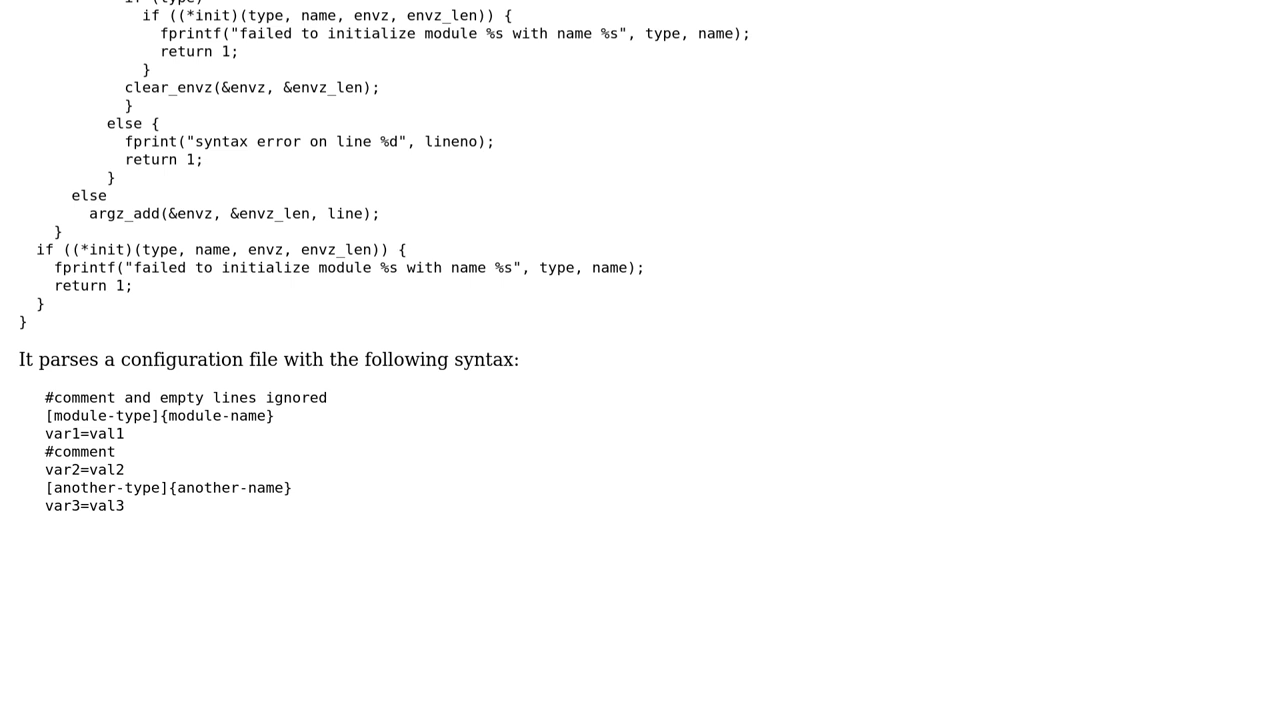 if (type)
if ((*init)(type, name, envz, envz_len)) {
fprintf("failed to initialize module %s with name %s", type, name);
return 1;
}
clear_envz(&envz, &envz_len);
}
else {
fprint("syntax error on line %d", lineno);
return 1;
}
else
argz_add(&envz, &envz_len, line);
}
if ((*init)(type, name, envz, envz_len)) {
fprintf("failed to initialize module %s with name %s", type, name);
return 1;
}
}
It parses a configuration file with the following syntax:
#comment and empty lines ignored
[module-type]{module-name}
var1=val1
#comment
var2=val2
[another-type]{another-name}
var3=val3